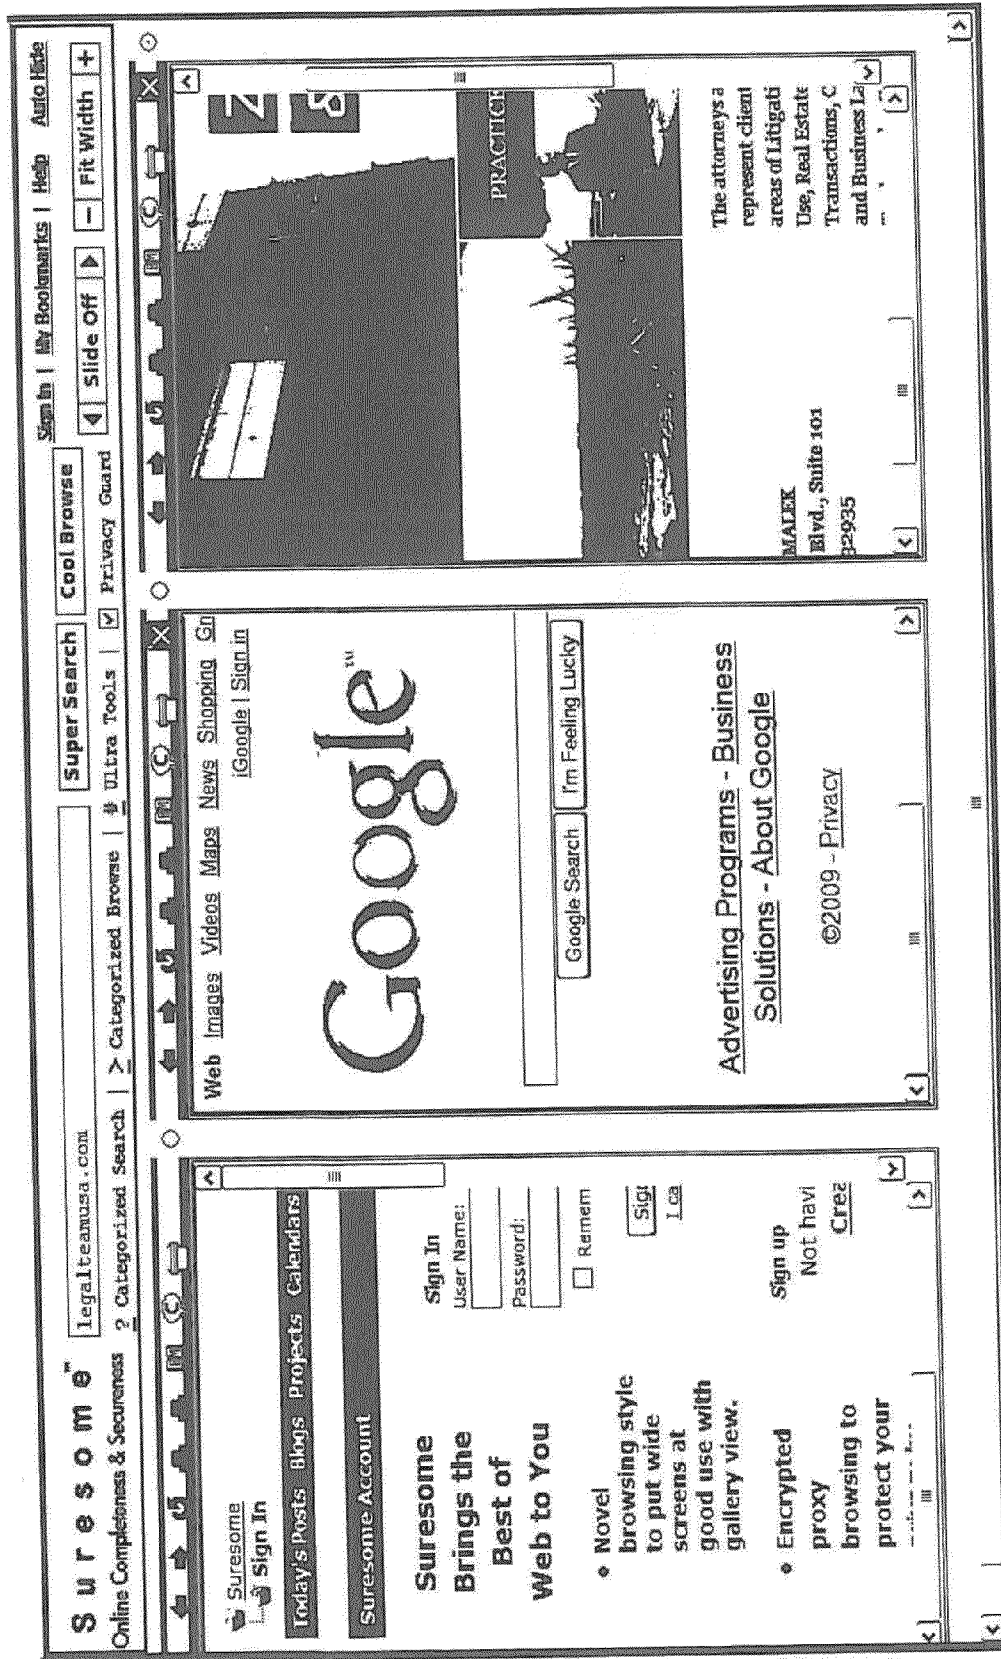 Suresome™
legalteamusa.com
Super Search
Cool Browse
Sign In | My Bookmarks | Help Auto Hide
Online Completeness & Secureness
? Categorized Search | > Categorized Browse | # Ultra Tools | Privacy Guard
Slide Off
Fit Width
Suresome
Sign In
Today's Posts Blogs Projects Calendars
Suresome Account
Suresome
Brings the
Best of
Web to You
• Novel
browsing style
to put wide
screens at
good use with
gallery view.
• Encrypted
proxy
browsing to
protect your
Sign In
User Name:
Password:
Remem
Sign
I ca
Sign up
Not havi
Crea
Web Images Videos Maps News Shopping Gn
iGoogle | Sign in
Google™
Google Search
I'm Feeling Lucky
Advertising Programs - Business
Solutions - About Google
©2009 - Privacy
PRACTICE
MALEK
Blvd., Suite 101
32935
The attorneys a
represent client
areas of Litigati
Use, Real Estate
Transactions, C
and Business La